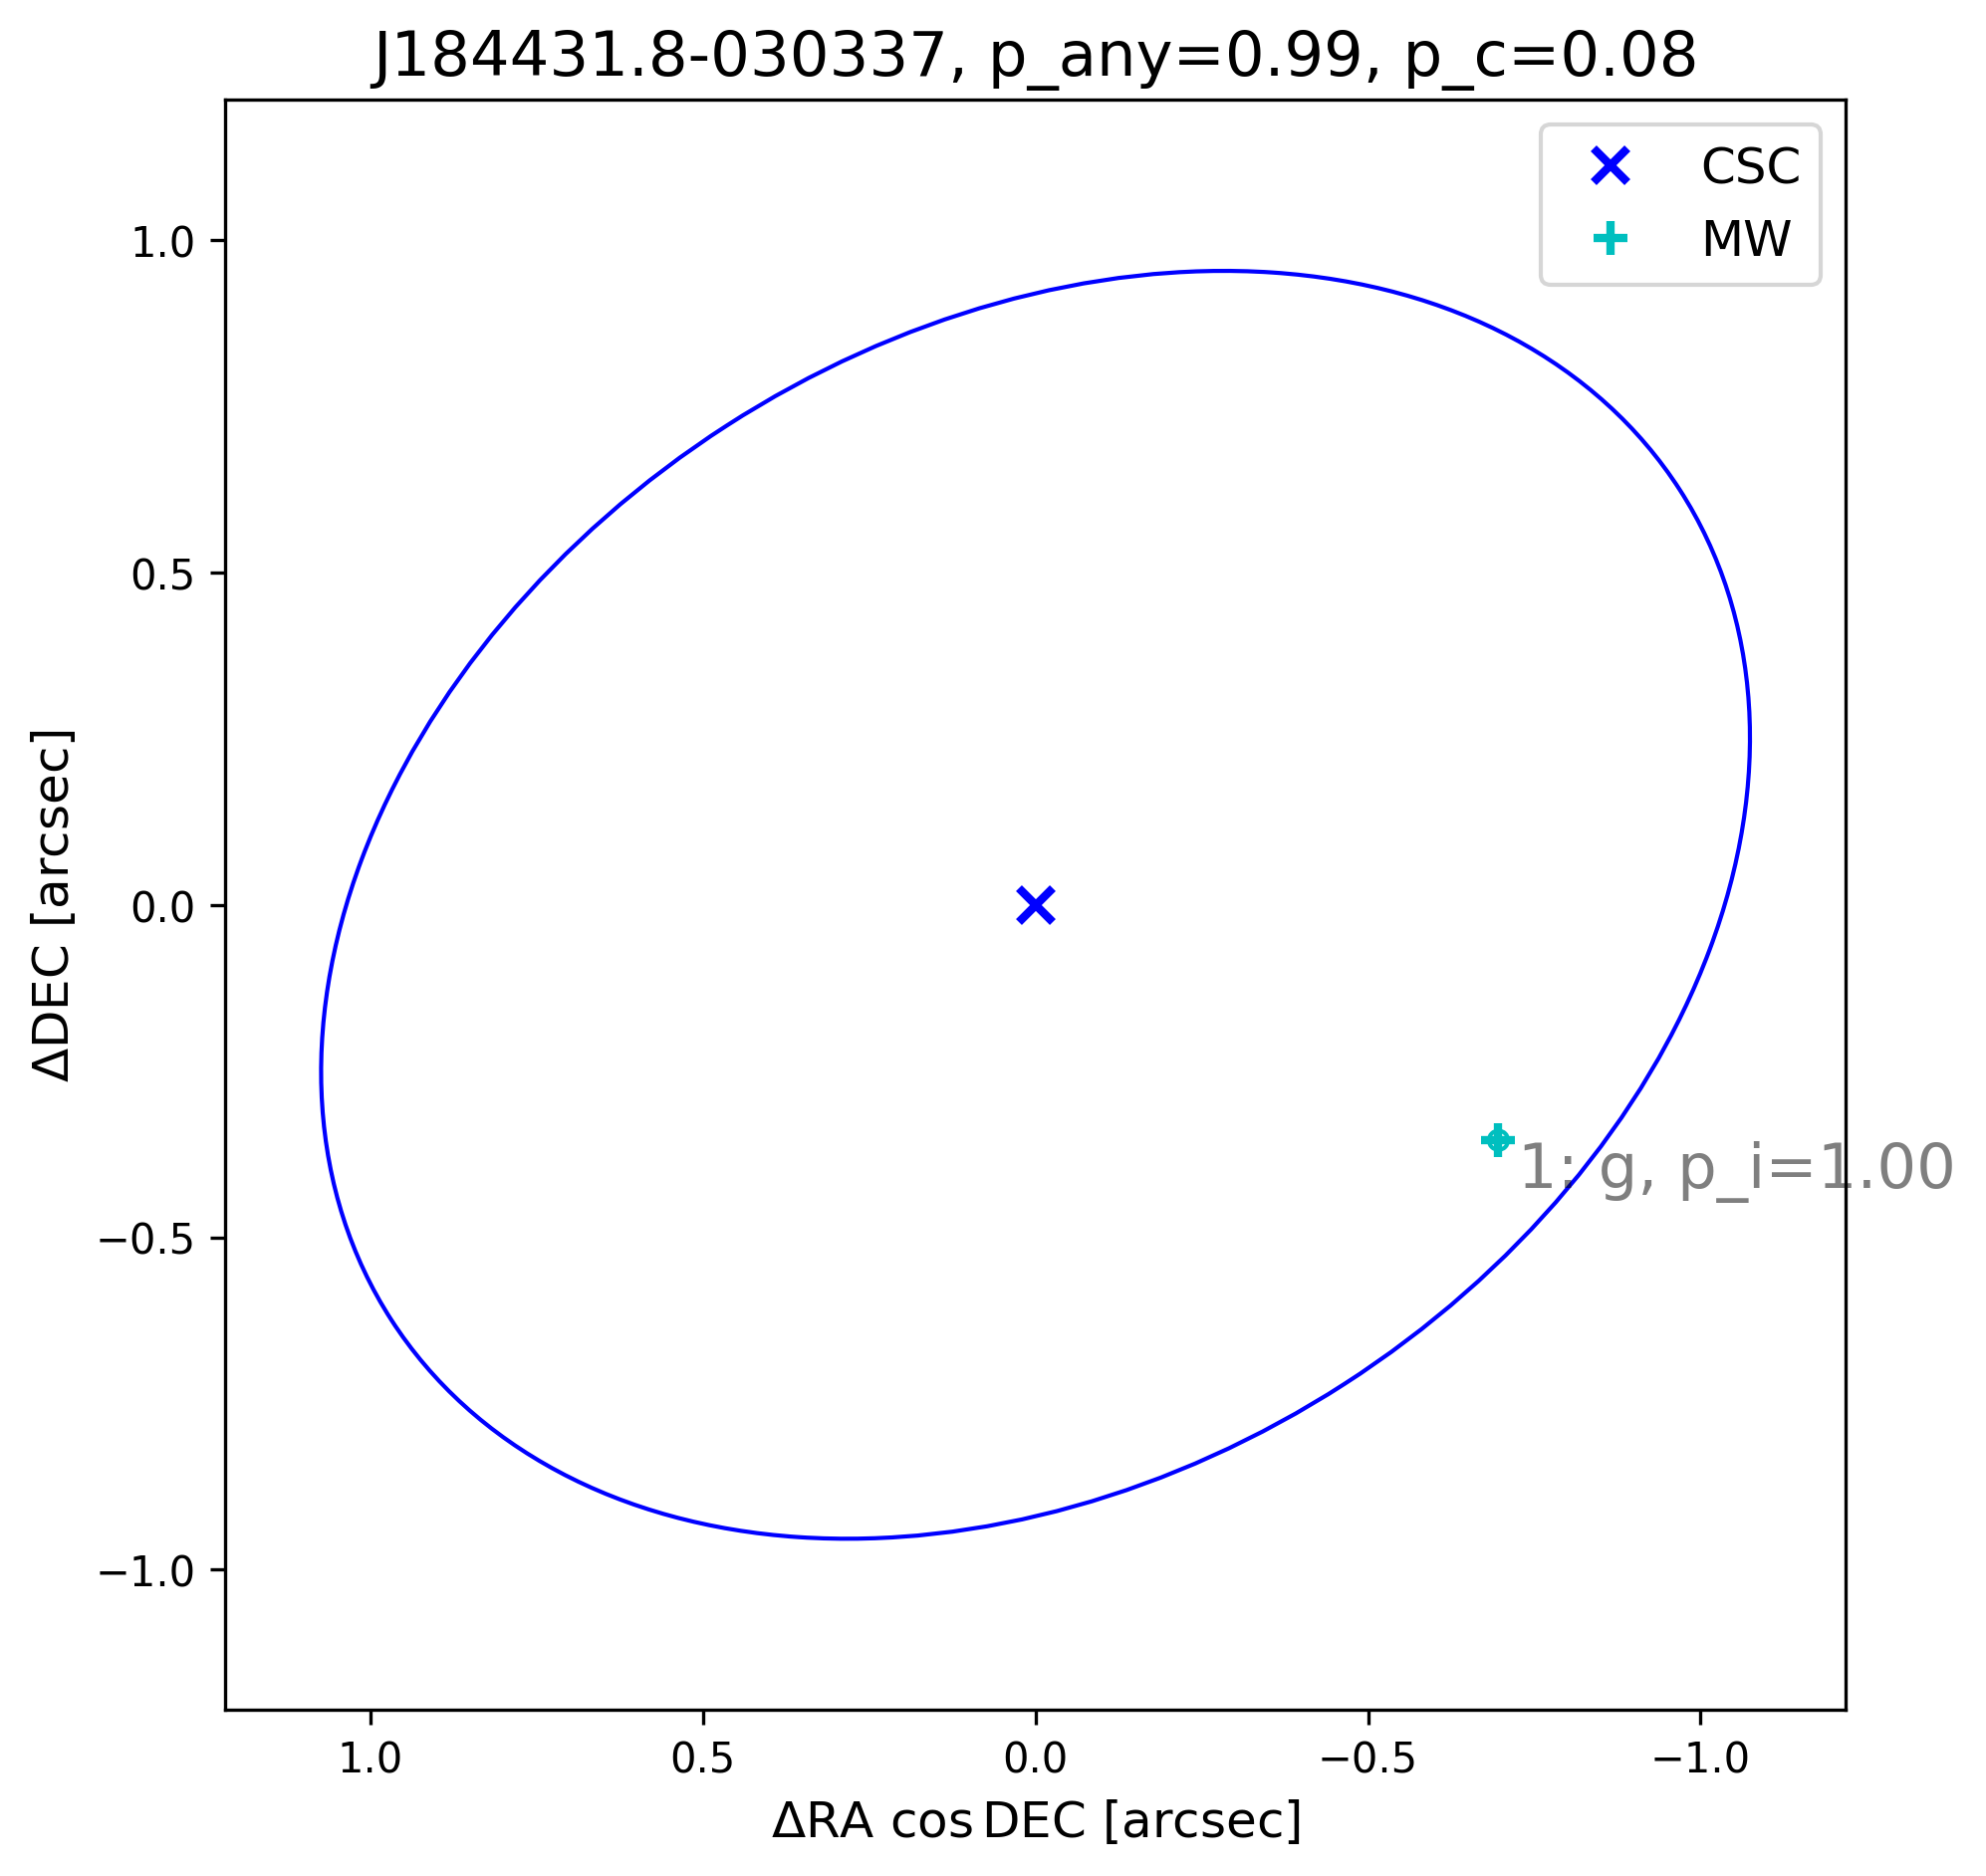 J184431.8-030337, p_any=0.99, p_c=0.08
CSC
MW
1.0
0.5
0.0
−0.5
−1.0
ΔDEC [arcsec]
1: g, p_i=1.00
1.0
0.5
0.0
−0.5
−1.0
ΔRA cos DEC [arcsec]